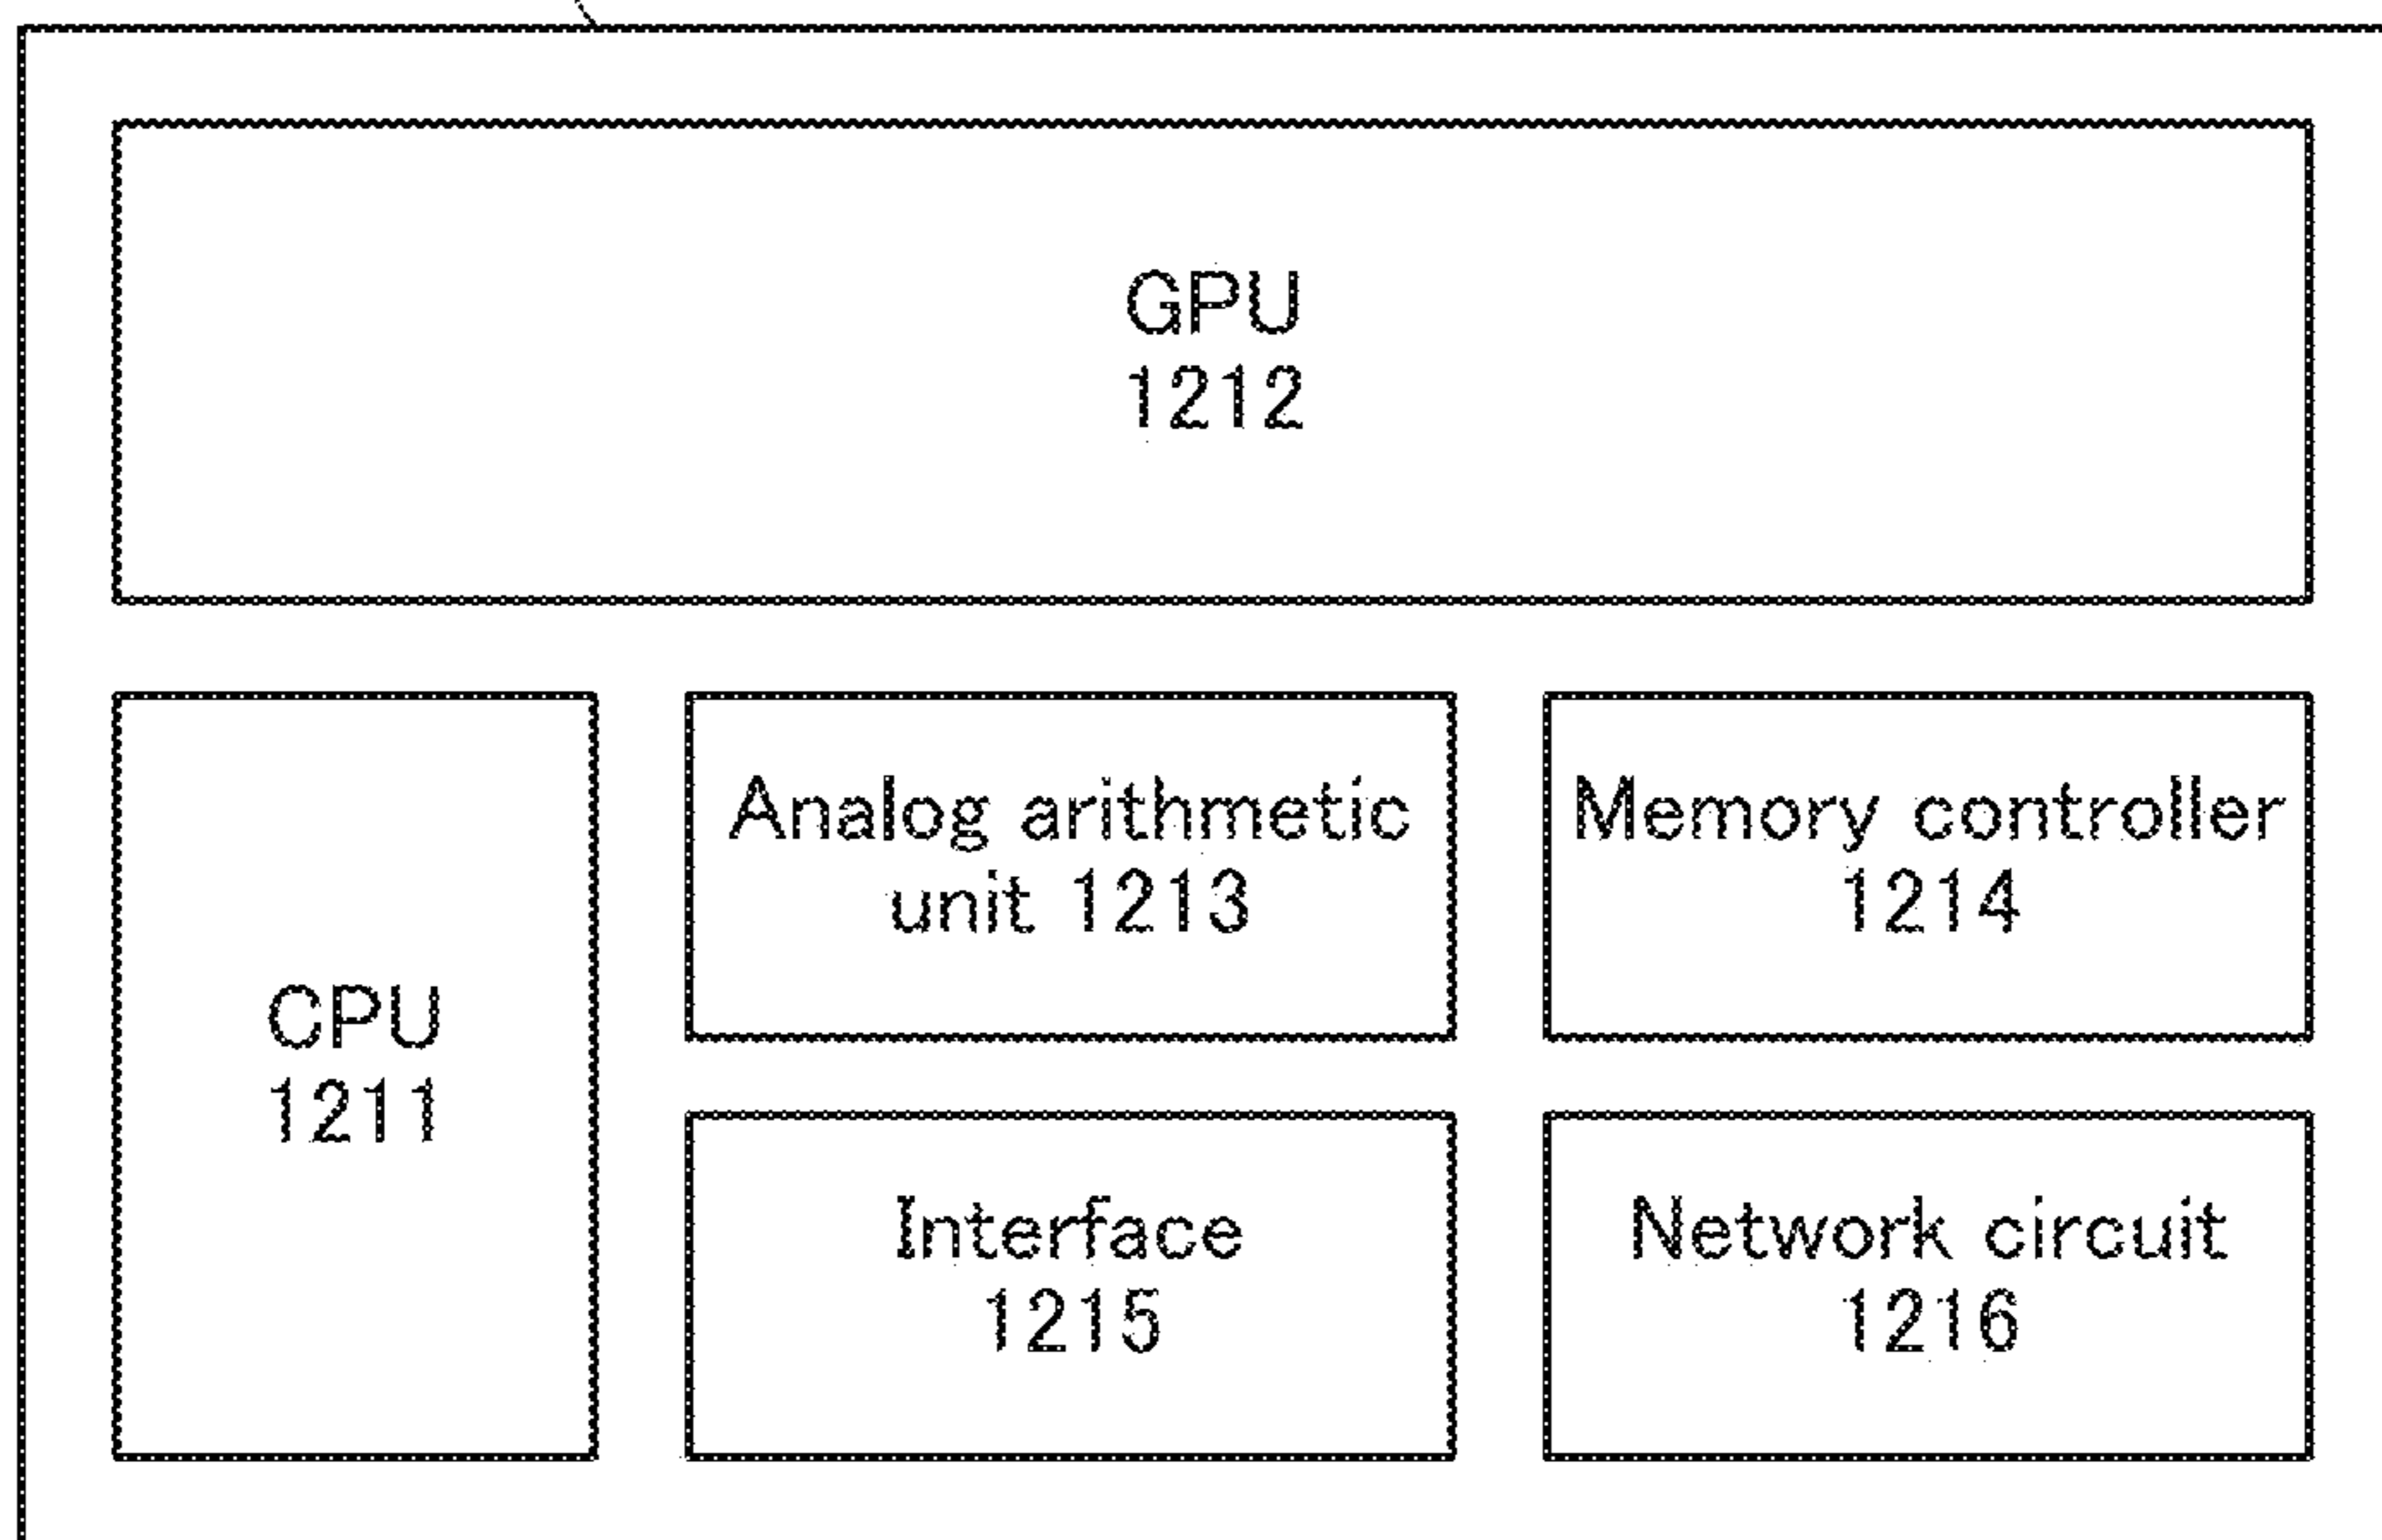 GPU
1212
CPU
1211
Analog arithmetic
unit 1213
Memory controller
1214
Interface
1215
Network circuit
1216